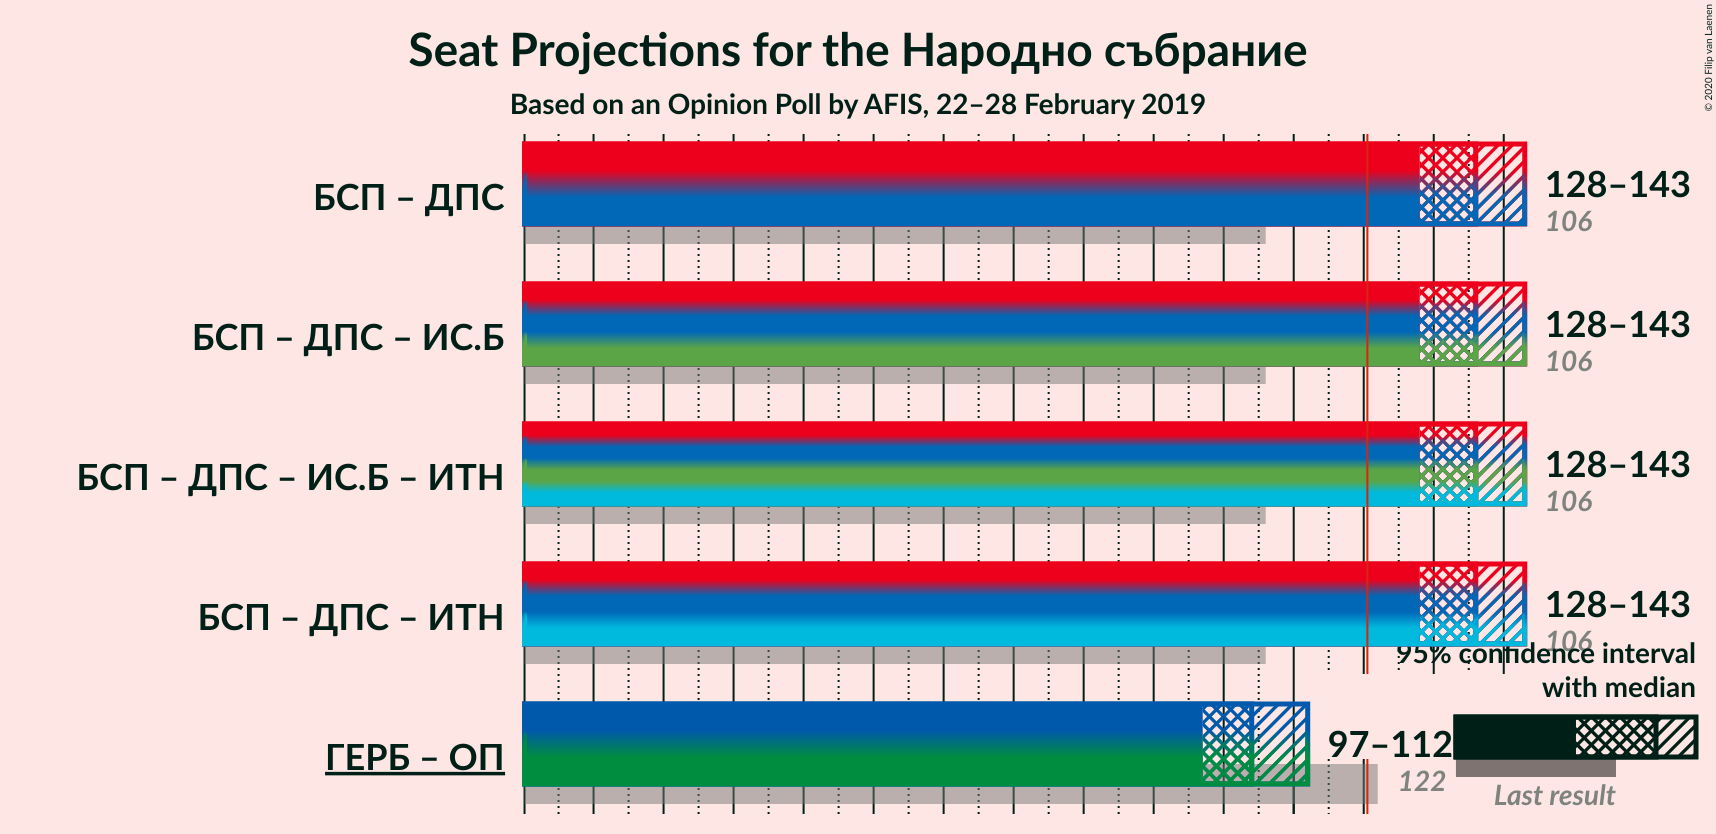 Seat Projections for the Народно събрание
Based on an Opinion Poll by AFIS, 22–28 February 2019
© 2020 Filip van Laenen
БСП – ДПС
128–143
106
БСП – ДПС – ИС.Б
128–143
106
БСП – ДПС – ИС.Б – ИТН
128–143
106
БСП – ДПС – ИТН
128–143
106
95% confidence interval
with median
ГЕРБ – ОП
97–112
122
Last result